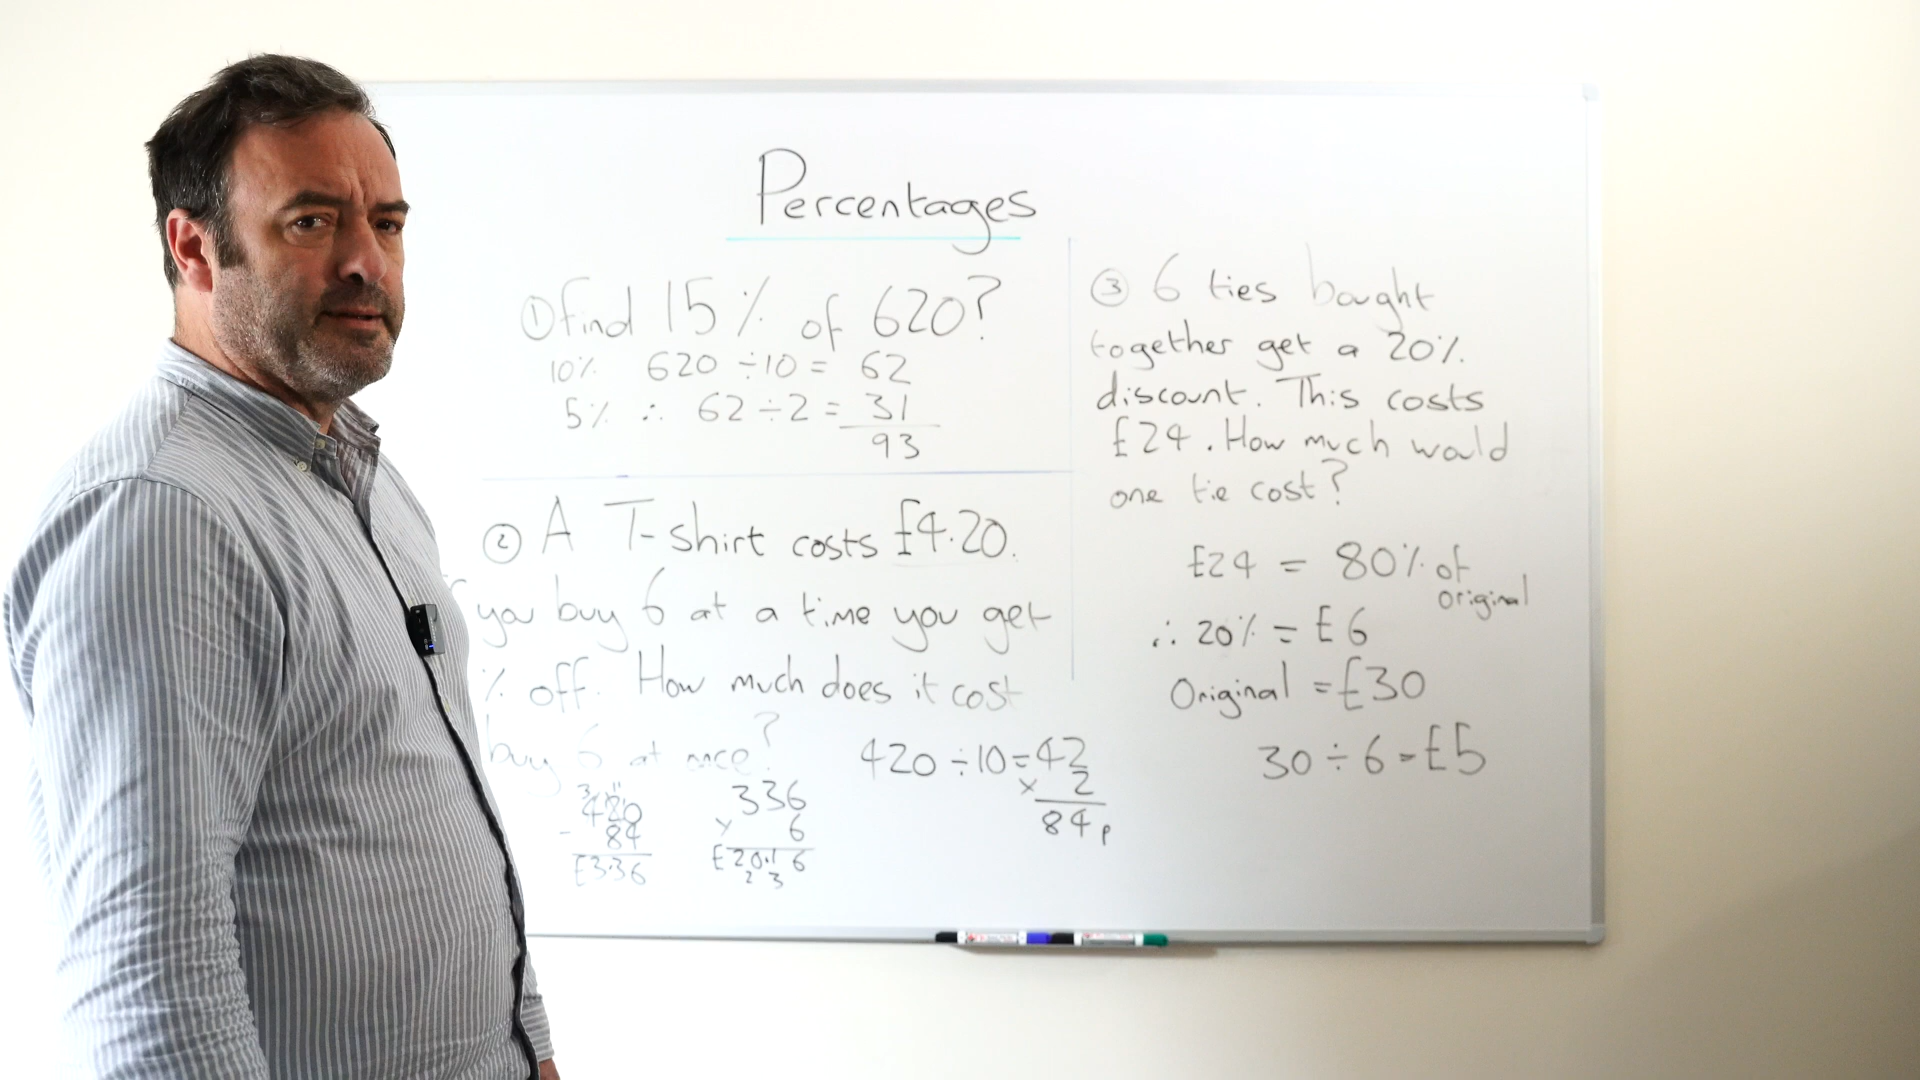 Percentages
① Find 15% of 620?
10% 620 ÷ 10 = 62
5% ∴ 62 ÷ 2 = 31
93
② A T-shirt costs £4.20.
you buy 6 at a time you get
% off. How much does it cost
buy 6 at once?
420 ÷ 10 = 42
× 2
84p
420
- 84
£3.36
336
× 6
£20.16
2 3
③ 6 ties bought
together get a 20%
discount. This costs
£24. How much would
one tie cost?
£24 = 80% of
original
∴ 20% = £6
Original = £30
30 ÷ 6 = £5